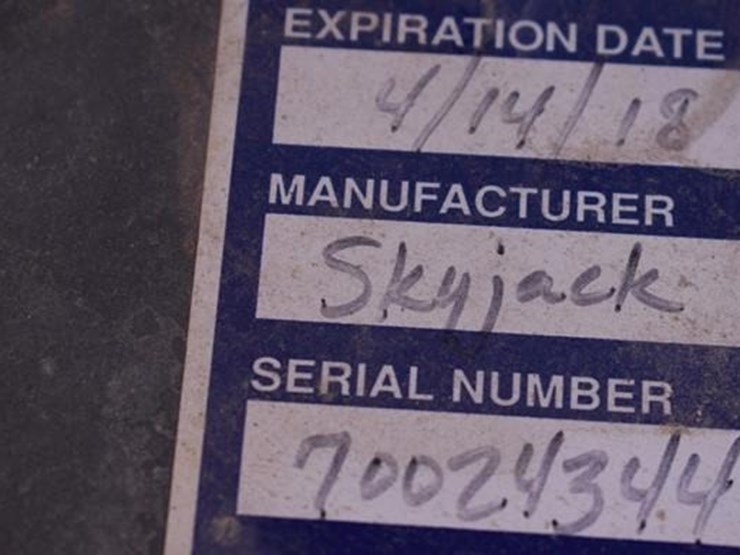 EXPIRATION DATE
4/14/18
MANUFACTURER
Skyjack
SERIAL NUMBER
70024344